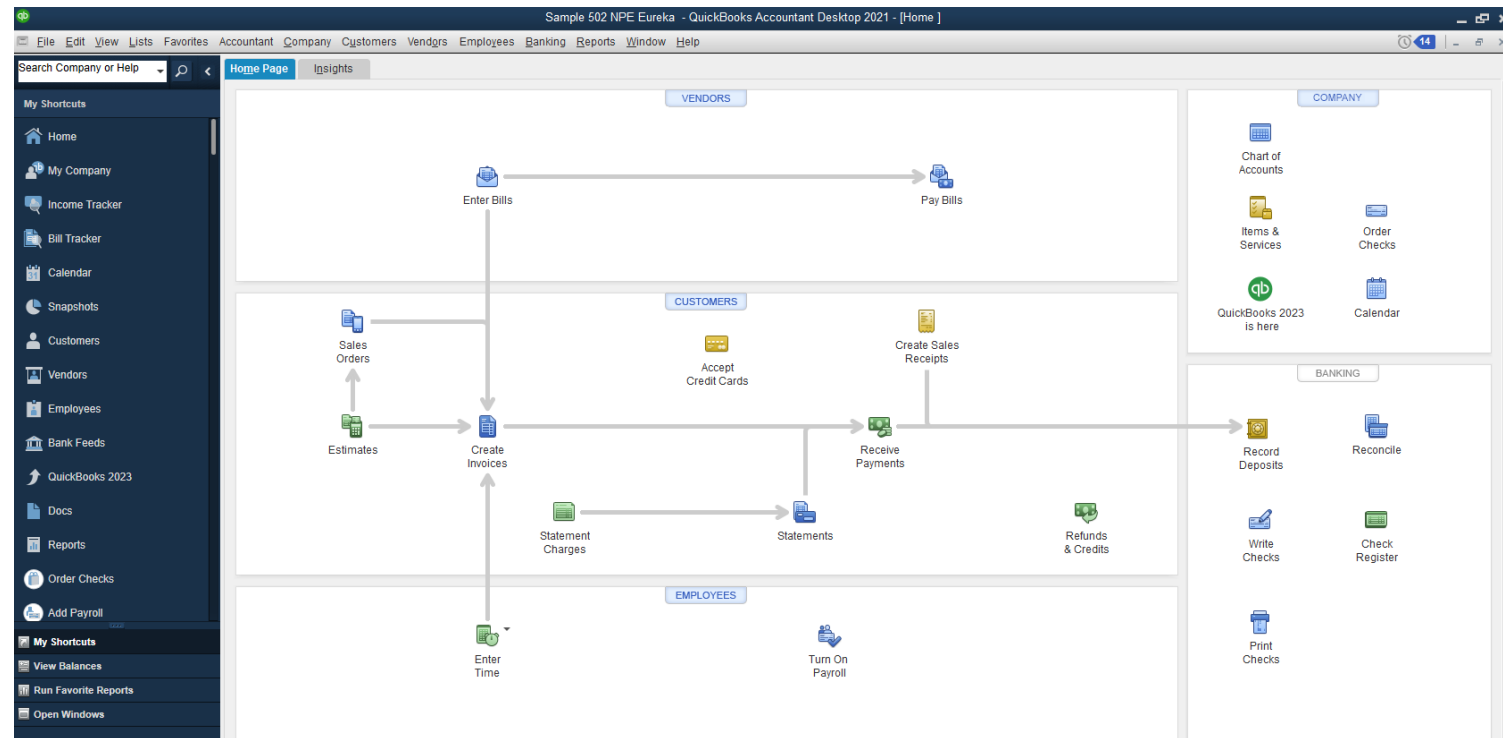 qb
Sample 502 NPE Eureka - QuickBooks Accountant Desktop 2021 - [Home ]
File Edit View Lists Favorites Accountant Company Customers Vendors Employees Banking Reports Window Help
14
Search Company or Help
Home Page
Insights
My Shortcuts
Home
My Company
Income Tracker
Bill Tracker
Calendar
Snapshots
Customers
Vendors
Employees
Bank Feeds
QuickBooks 2023
Docs
Reports
Order Checks
Add Payroll
My Shortcuts
View Balances
Run Favorite Reports
Open Windows
VENDORS
Enter Bills
Pay Bills
CUSTOMERS
Sales
Orders
Accept
Credit Cards
Create Sales
Receipts
Estimates
Create
Invoices
Receive
Payments
Statement
Charges
Statements
Refunds
& Credits
EMPLOYEES
Enter
Time
Turn On
Payroll
COMPANY
Chart of
Accounts
Items &
Services
Order
Checks
qb
QuickBooks 2023
is here
Calendar
BANKING
Record
Deposits
Reconcile
Write
Checks
Check
Register
Print
Checks